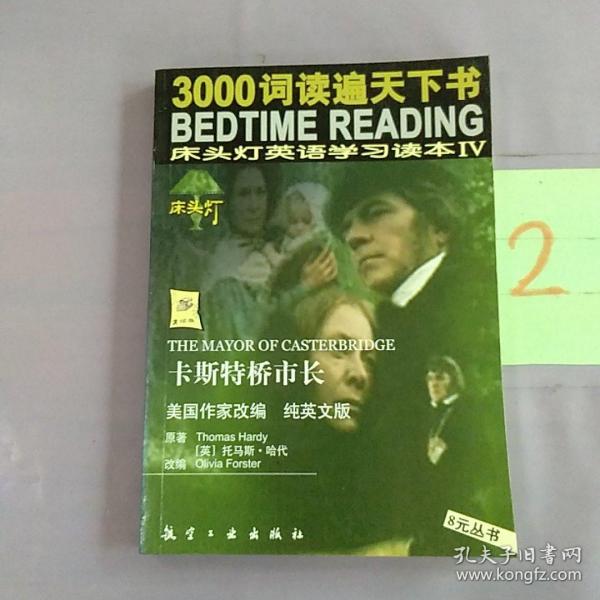 3000词读遍天下书
BEDTIME READING
床头灯英语学习读本IV
床头灯
THE MAYOR OF CASTERBRIDGE
卡斯特桥市长
美国作家改编 纯英文版
原著 Thomas Hardy
[英] 托马斯·哈代
改编 Olivia Forster
航空工业出版社
8元丛书
2
孔夫子旧书网
www.kongfz.com